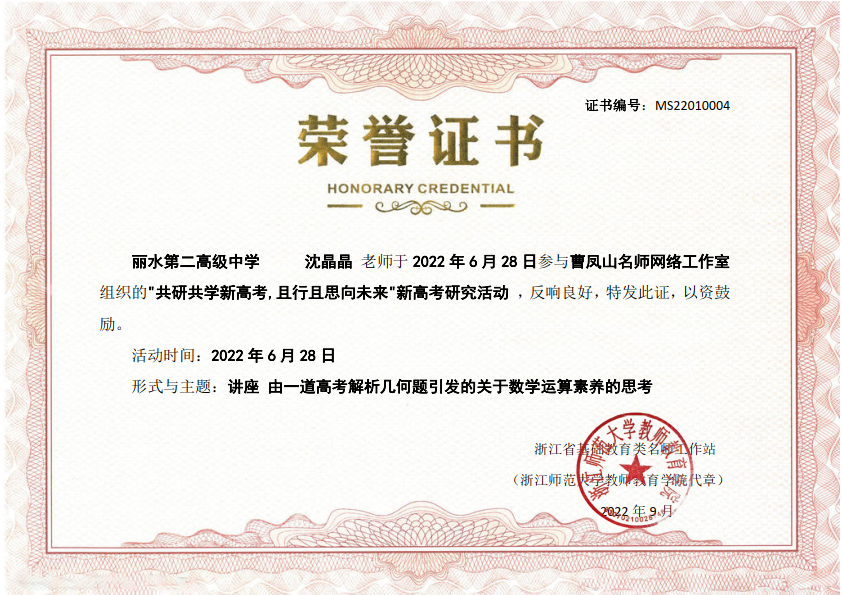 证书编号：MS22010004
荣誉证书
HONORARY CREDENTIAL
丽水第二高级中学 沈晶晶 老师于 2022 年 6 月 28 日参与曹凤山名师网络工作室
组织的"共研共学新高考,且行且思向未来"新高考研究活动 ，反响良好，特发此证，以资鼓
励。
活动时间：2022 年 6 月 28 日
形式与主题：讲座 由一道高考解析几何题引发的关于数学运算素养的思考
浙江省基础教育类名师工作站
（浙江师范大学教师教育学院代章）
2022 年 9 月
浙江师范大学教师教育学院